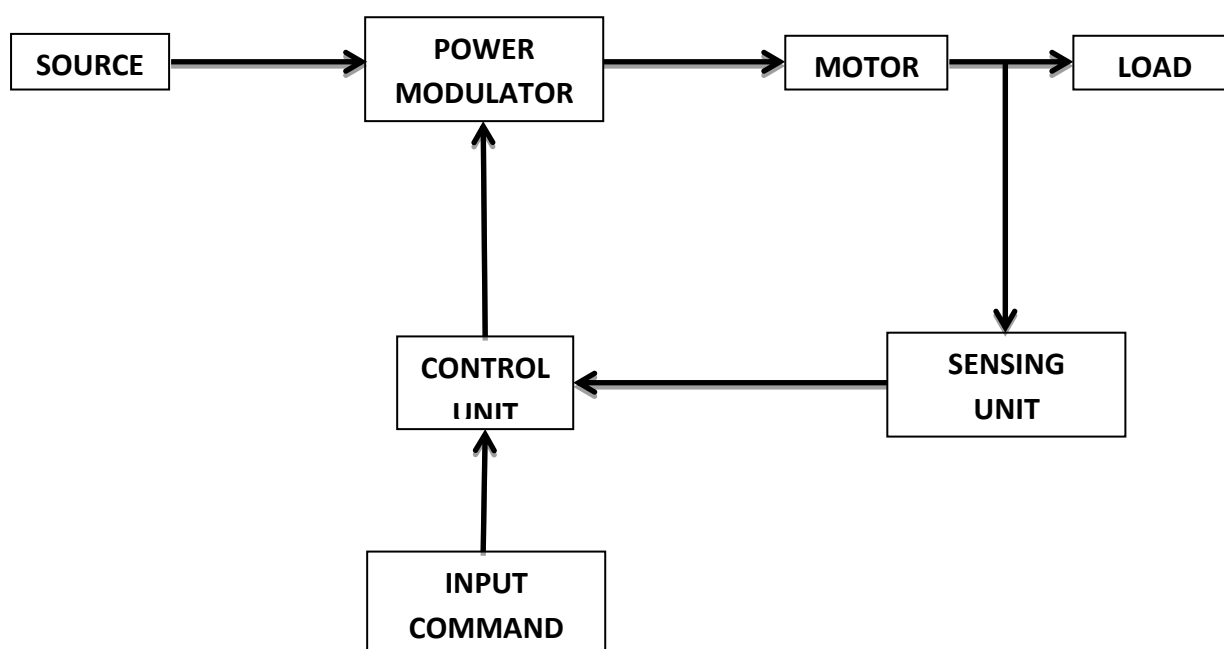 SOURCE
POWER
MODULATOR
MOTOR
LOAD
CONTROL
UNIT
SENSING
UNIT
INPUT
COMMAND